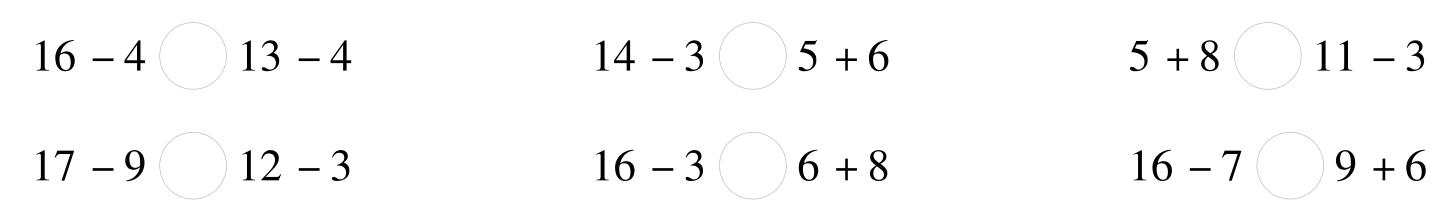 16 − 4 ◯ 13 − 4 14 − 3 ◯ 5 + 6 5 + 8 ◯ 11 − 3
17 − 9 ◯ 12 − 3 16 − 3 ◯ 6 + 8 16 − 7 ◯ 9 + 6